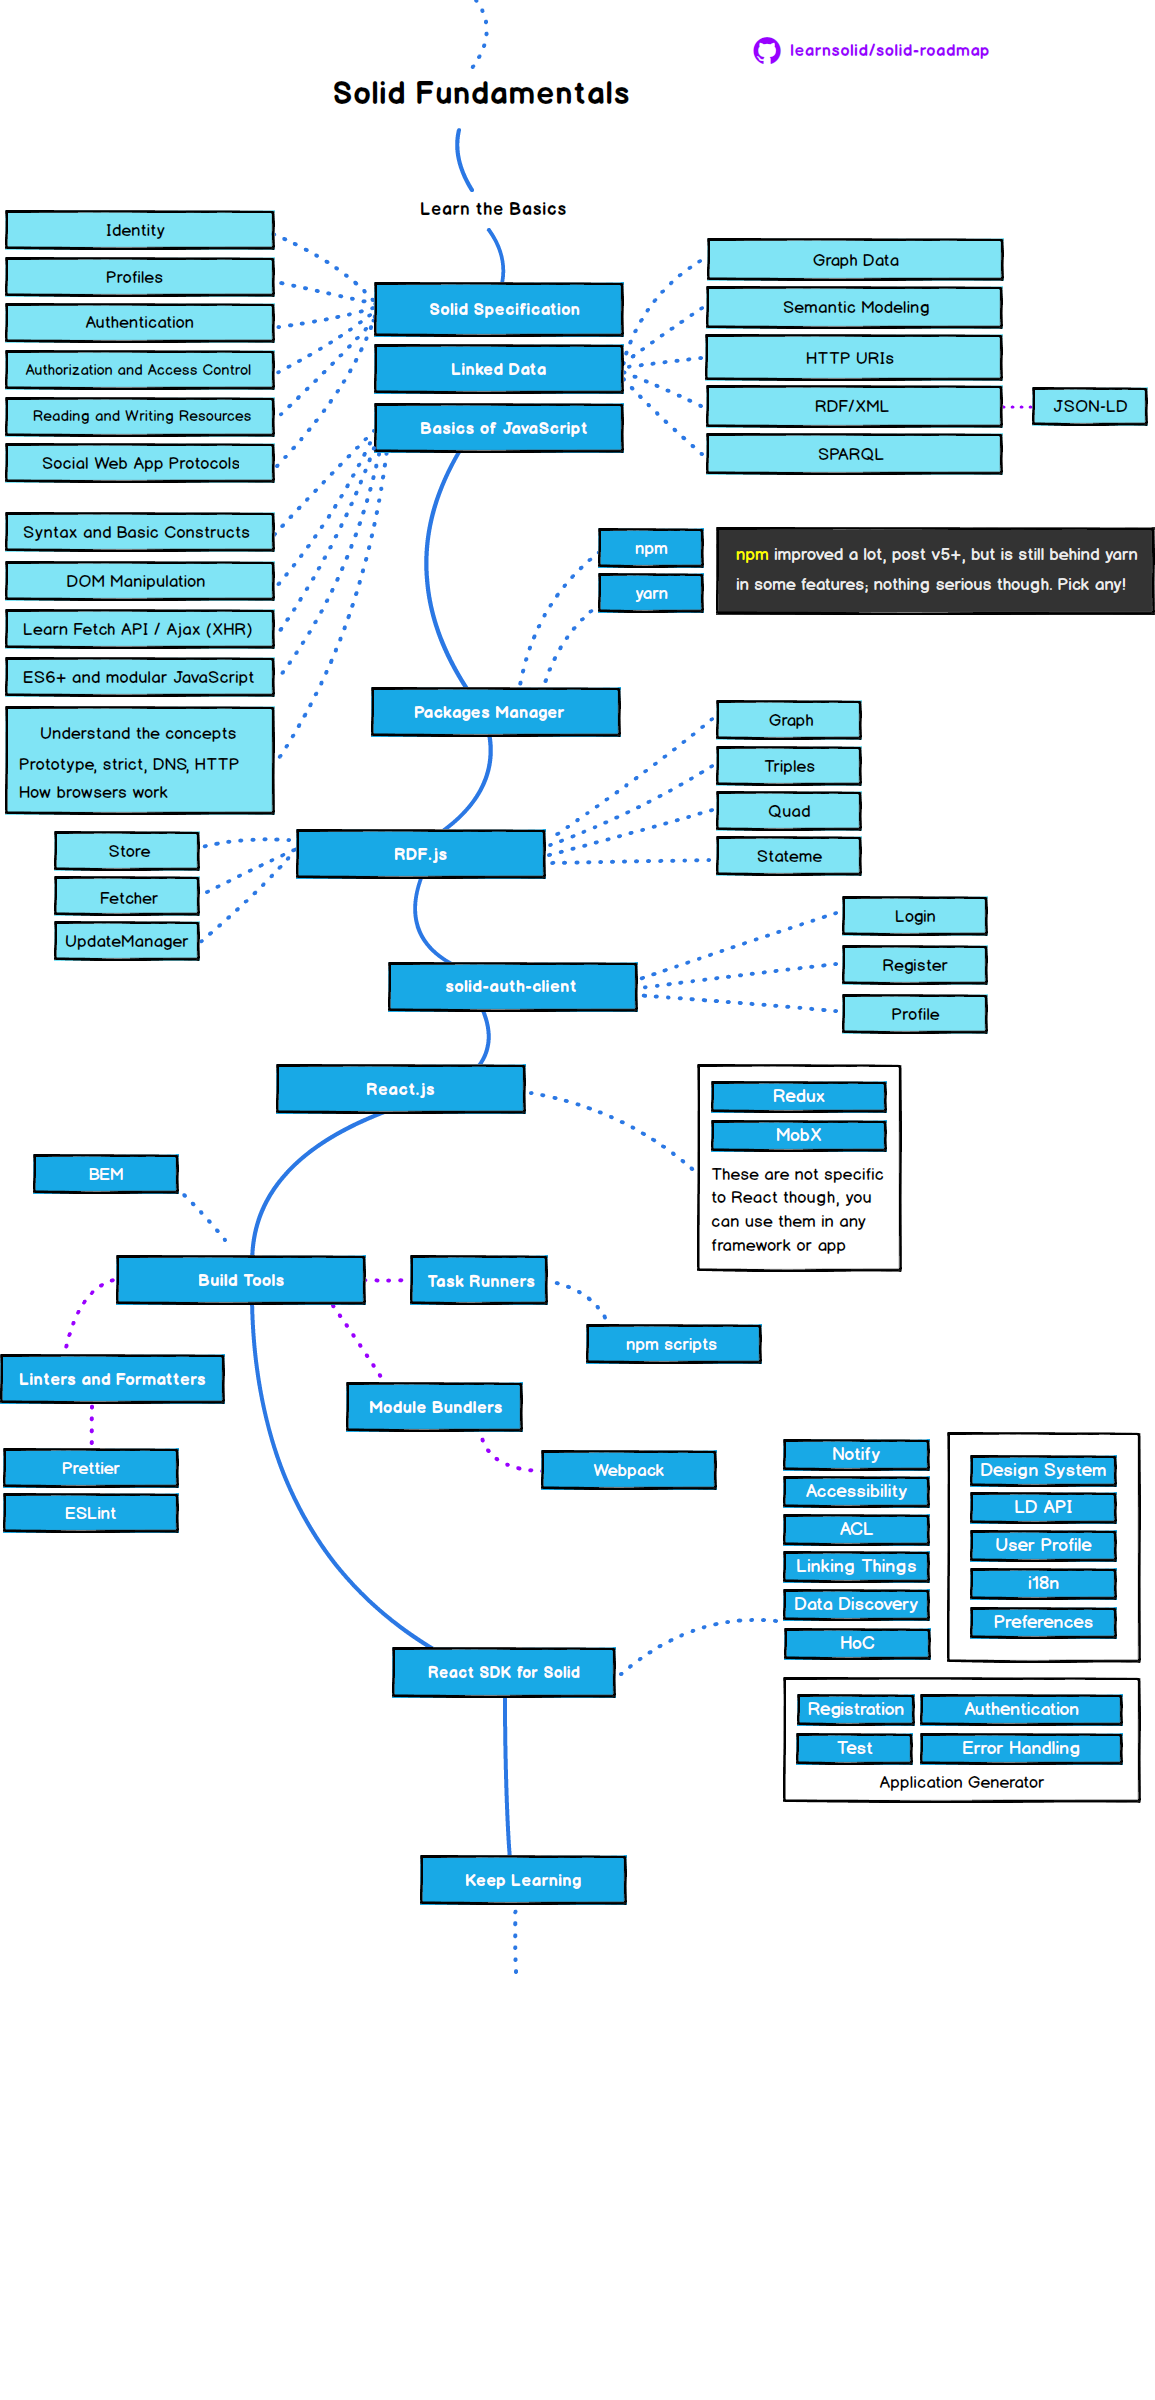 learnsolid/solid-roadmap
Solid Fundamentals
Learn the Basics
Identity
Profiles
Authentication
Authorization and Access Control
Reading and Writing Resources
Social Web App Protocols
Solid Specification
Linked Data
Basics of JavaScript
Graph Data
Semantic Modeling
HTTP URIs
RDF/XML
JSON-LD
SPARQL
Syntax and Basic Constructs
DOM Manipulation
Learn Fetch API / Ajax (XHR)
ES6+ and modular JavaScript
Understand the concepts
Prototype, strict, DNS, HTTP
How browsers work
npm
yarn
npm improved a lot, post v5+, but is still behind yarn
in some features; nothing serious though. Pick any!
Packages Manager
Graph
Triples
Quad
Stateme
RDF.js
Store
Fetcher
UpdateManager
Login
Register
Profile
solid-auth-client
React.js
Redux
MobX
These are not specific
to React though, you
can use them in any
framework or app
BEM
Build Tools
Task Runners
npm scripts
Linters and Formatters
Module Bundlers
Prettier
ESLint
Webpack
Notify
Accessibility
ACL
Linking Things
Data Discovery
HoC
Design System
LD API
User Profile
i18n
Preferences
React SDK for Solid
Registration
Authentication
Test
Error Handling
Application Generator
Keep Learning